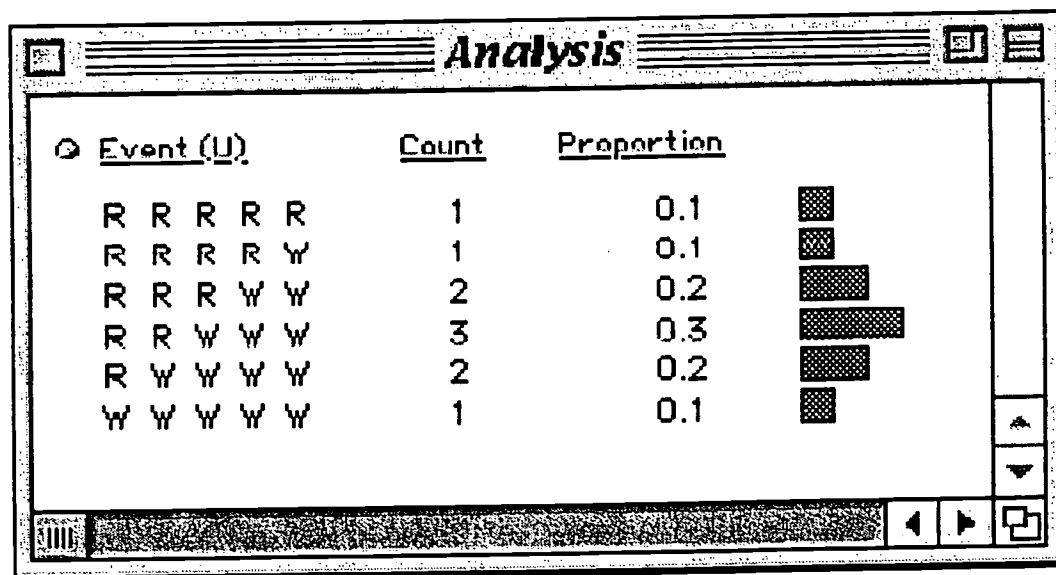 Analysis
Event (U) Count Proportion
R R R R R 1 0.1
R R R R W 1 0.1
R R R W W 2 0.2
R R W W W 3 0.3
R W W W W 2 0.2
W W W W W 1 0.1